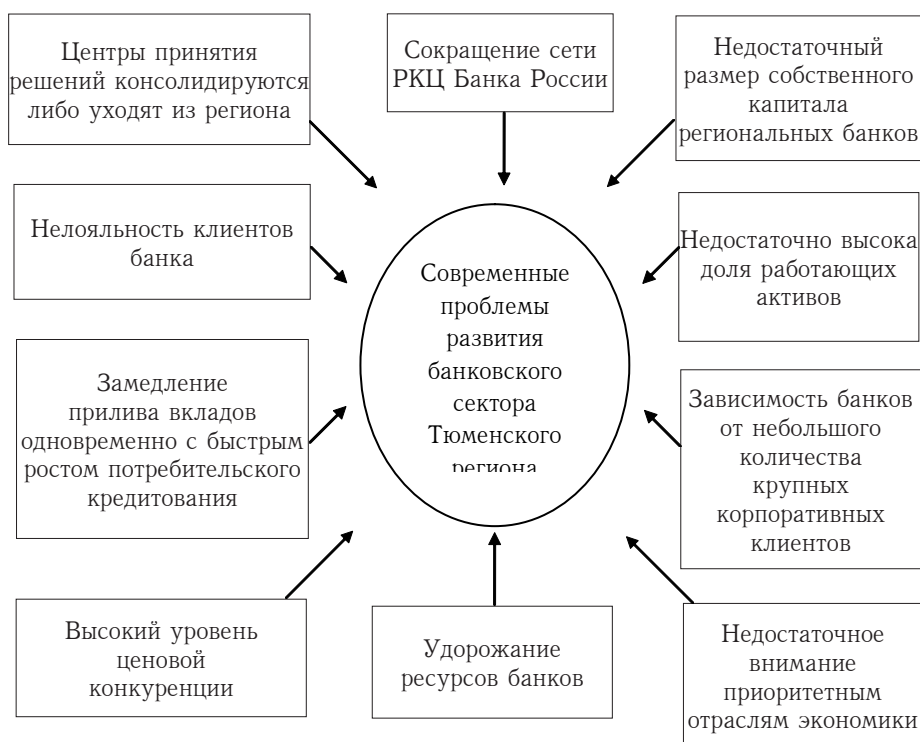 Центры принятия
решений консолидируются
либо уходят из региона
Сокращение сети
РКЦ Банка России
Недостаточный
размер собственного
капитала
региональных банков
Нелояльность клиентов
банка
Недостаточно высока
доля работающих
активов
Современные
проблемы
развития
банковского
сектора
Тюменского
региона
Замедление
прилива вкладов
одновременно с быстрым
ростом потребительского
кредитования
Зависимость банков
от небольшого
количества
крупных
корпоративных
клиентов
Высокий уровень
ценовой
конкуренции
Удорожание
ресурсов банков
Недостаточное
внимание
приоритетным
отраслям экономики